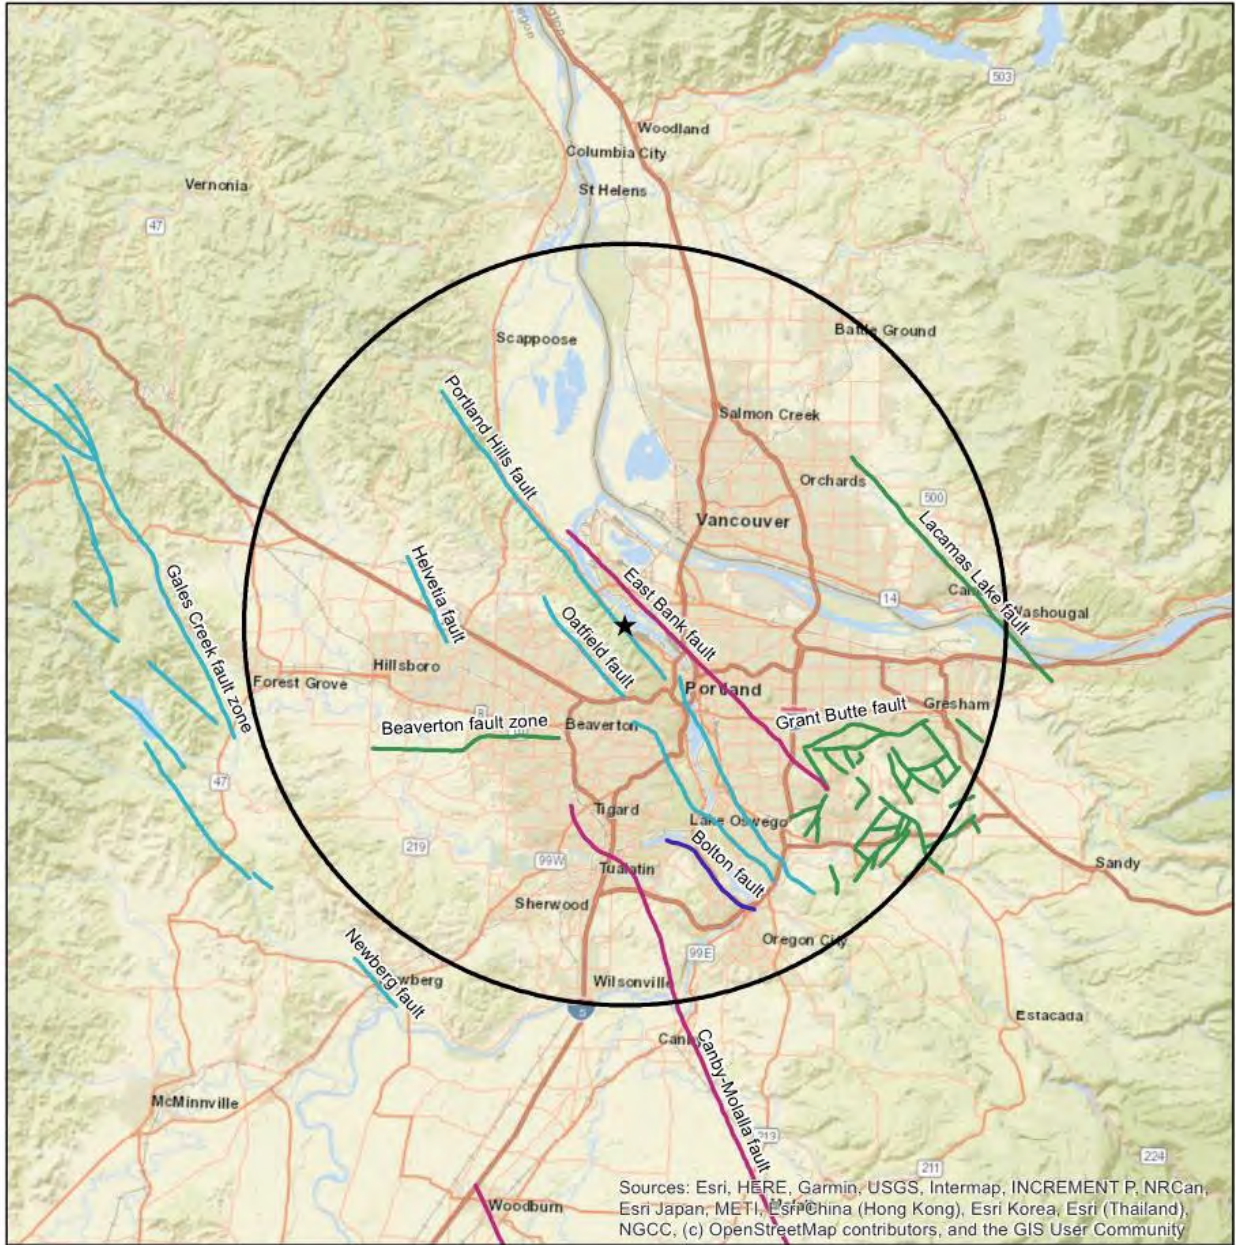 503
Woodland
Columbia City
Vernonia
St Helens
47
Battle Ground
Scappoose
Portland Hills fault
Salmon Creek
Orchards
500
Vancouver
Lacamas Lake fault
Helvetia fault
East Bank fault
Gales Creek fault zone
14
Washougal
Oatfield fault
Hillsboro
Forest Grove
Portland
Gresham
Grant Butte fault
8
Beaverton fault zone
Beaverton
47
Tigard
Lake Oswego
219
99W
Bolton fault
Sandy
Tualatin
Sherwood
Oregon City
Newberg fault
99E
Wilsonville
5
Estacada
Canby-Molalla fault
McMinnville
213
224
211
Woodburn
Sources: Esri, HERE, Garmin, USGS, Intermap, INCREMENT P, NRCan,
Esri Japan, METI, Esri China (Hong Kong), Esri Korea, Esri (Thailand),
NGCC, (c) OpenStreetMap contributors, and the GIS User Community